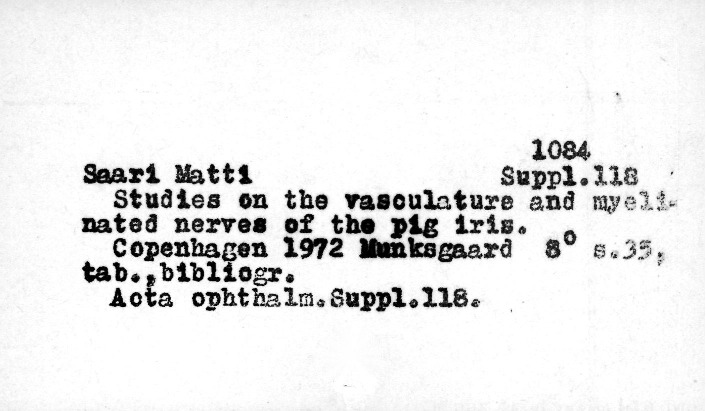 1084
Saari Matti Suppl.118
Studies on the vasculature and myeli-
nated nerves of the pig iris.
Copenhagen 1972 Munksgaard 8° s.35,
tab.,bibliogr.
Acta ophthalm.Suppl.118.